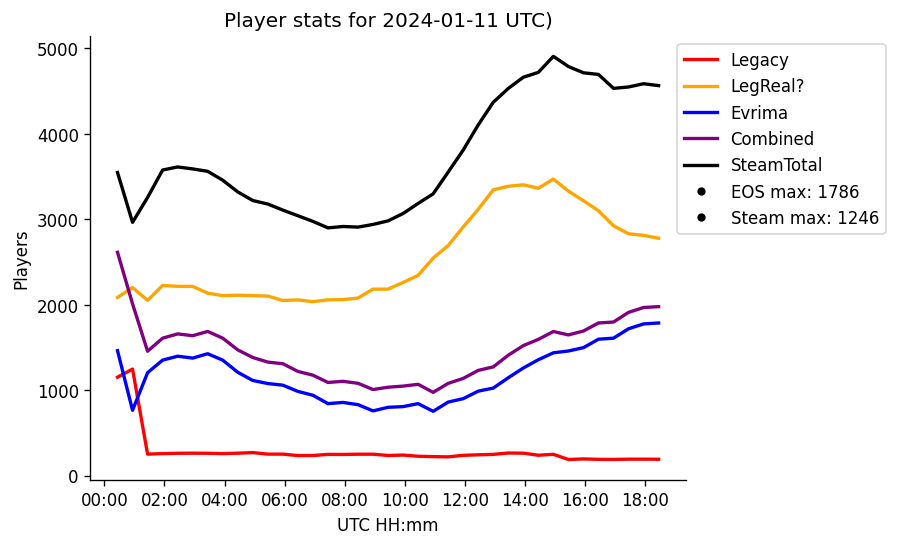 Player stats for 2024-01-11 UTC)
5000
4000
3000
2000
1000
0
Players
00:00 02:00 04:00 06:00 08:00 10:00 12:00 14:00 16:00 18:00
UTC HH:mm
Legacy
LegReal?
Evrima
Combined
SteamTotal
EOS max: 1786
Steam max: 1246